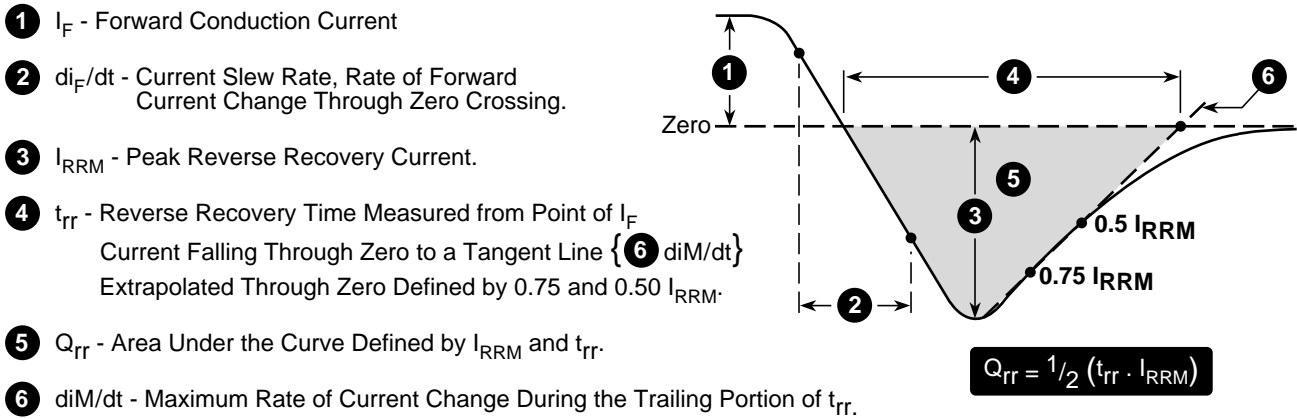 1 I_F - Forward Conduction Current
2 di_F/dt - Current Slew Rate, Rate of Forward
Current Change Through Zero Crossing.
3 I_RRM - Peak Reverse Recovery Current.
4 t_rr - Reverse Recovery Time Measured from Point of I_F
Current Falling Through Zero to a Tangent Line {6 diM/dt}
Extrapolated Through Zero Defined by 0.75 and 0.50 I_RRM.
5 Q_rr - Area Under the Curve Defined by I_RRM and t_rr.
6 diM/dt - Maximum Rate of Current Change During the Trailing Portion of t_rr.
1
4
6
Zero
5
3
0.5 I_RRM
0.75 I_RRM
2
Q_rr = 1/2 (t_rr . I_RRM)